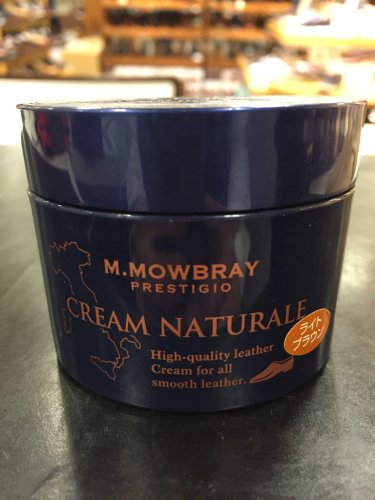 M.MOWBRAY
PRESTIGIO
CREAM NATURALE
ライト
ブラウン
High-quality leather
Cream for all
smooth leather.